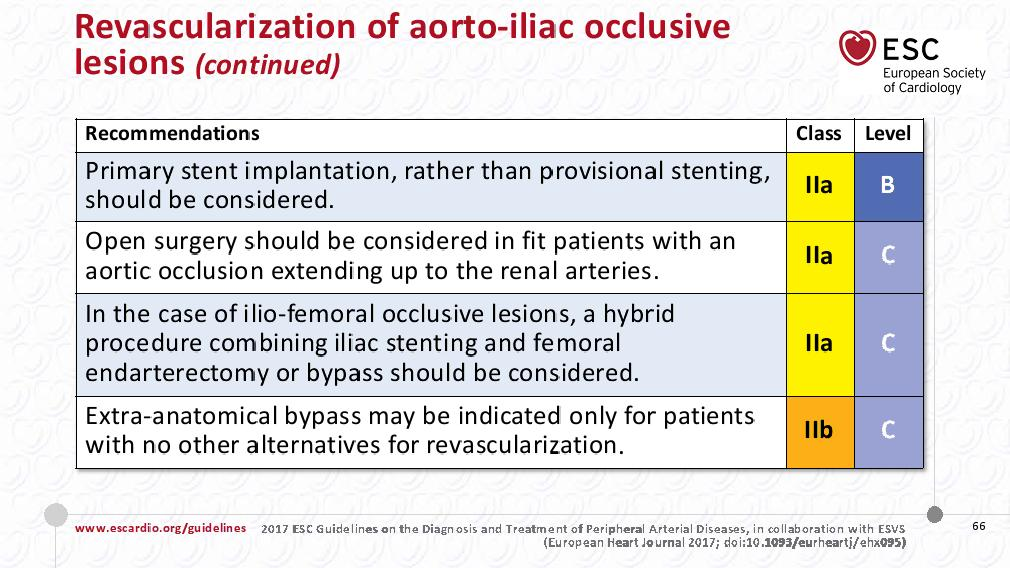 Revascularization of aorto-iliac occlusive
lesions (continued)
ESC
European Society
of Cardiology
Recommendations Class Level
Primary stent implantation, rather than provisional stenting,
should be considered.
IIa B
Open surgery should be considered in fit patients with an
aortic occlusion extending up to the renal arteries.
IIa C
In the case of ilio-femoral occlusive lesions, a hybrid
procedure combining iliac stenting and femoral
endarterectomy or bypass should be considered.
IIa C
Extra-anatomical bypass may be indicated only for patients
with no other alternatives for revascularization.
IIb C
www.escardio.org/guidelines 2017 ESC Guidelines on the Diagnosis and Treatment of Peripheral Arterial Diseases, in collaboration with ESVS
(European Heart Journal 2017; doi:10.1093/eurheartj/ehx095)
66